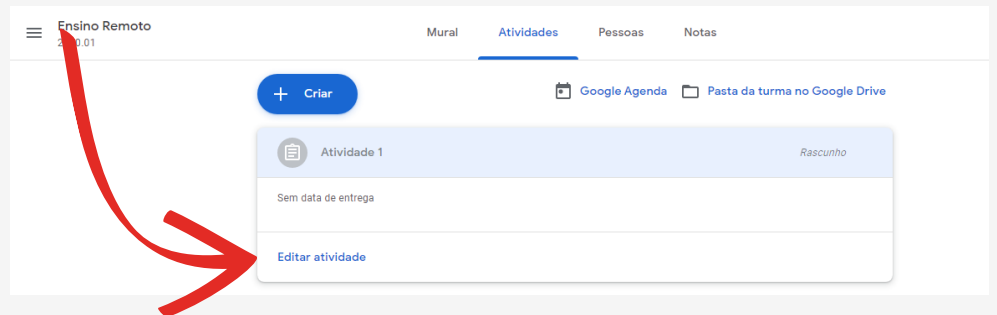 Ensino Remoto
Mural Atividades Pessoas Notas
Criar
Google Agenda Pasta da turma no Google Drive
Atividade 1 Rascunho
Sem data de entrega
Editar atividade